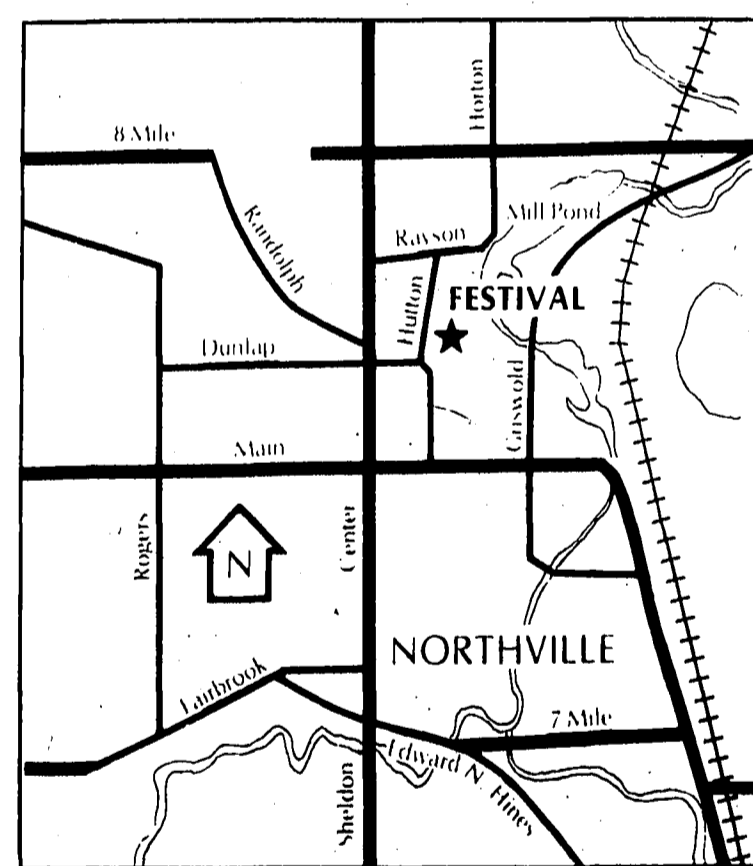 Horton
8 Mile
Randolph
Mill Pond
Rayson
Hutton
FESTIVAL
Dunlap
Griswold
Main
Rogers
N
Center
NORTHVILLE
Fairbrook
7 Mile
Edward N. Hines
Sheldon